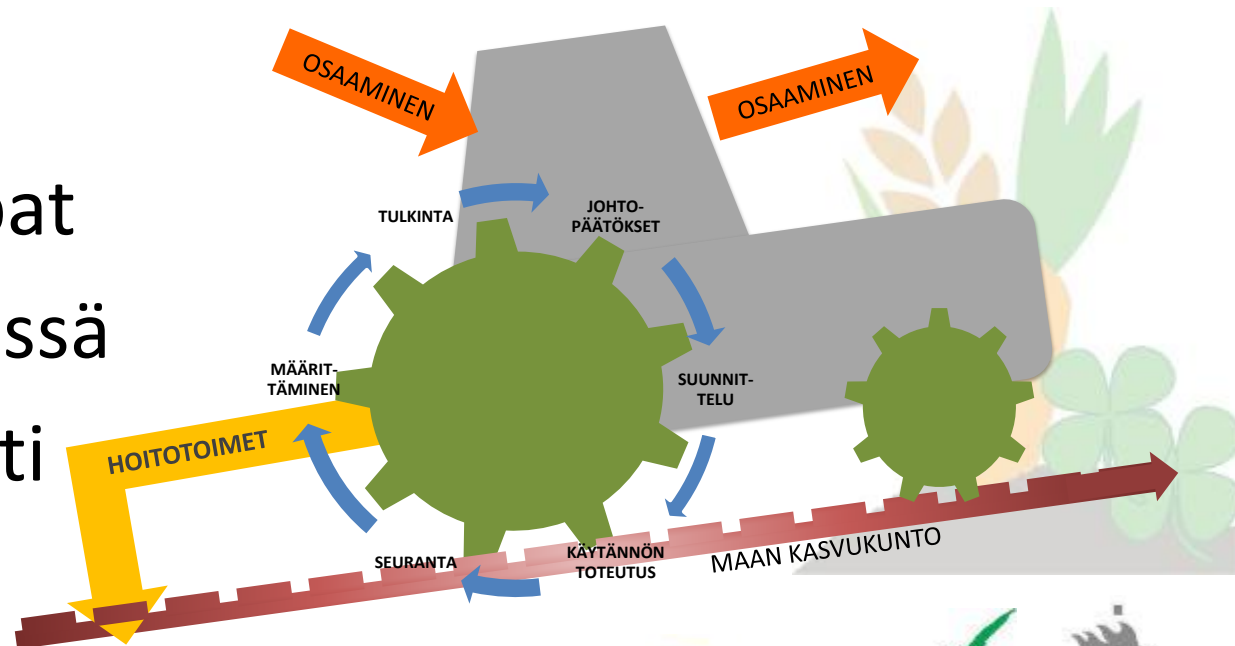 pat
ssä
ti
OSAAMINEN
OSAAMINEN
TULKINTA
JOHTO-
PÄÄTÖKSET
MÄÄRIT-
TÄMINEN
SUUNNIT-
TELU
HOITOTOIMET
SEURANTA
KÄYTÄNNÖN
TOTEUTUS
MAAN KASVUKUNTO